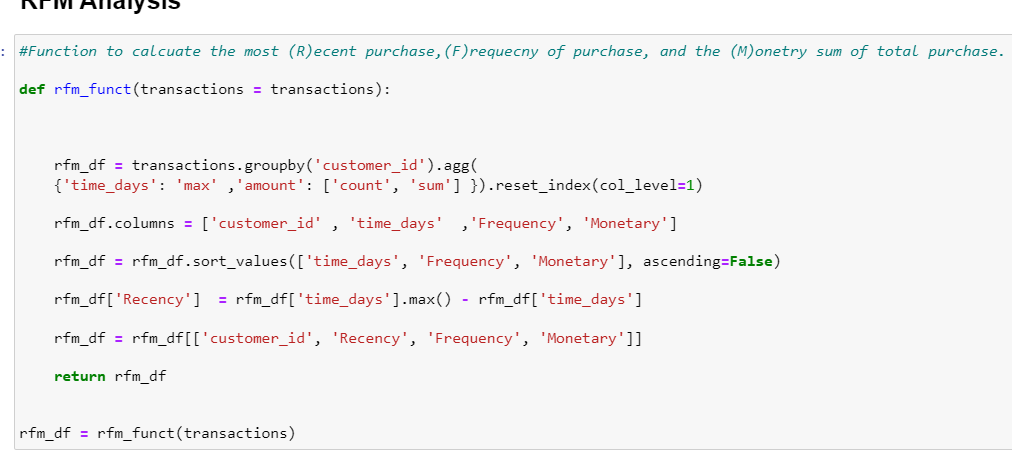 RFM Analysis
: #Function to calcuate the most (R)ecent purchase,(F)requecny of purchase, and the (M)onetry sum of total purchase.
def rfm_funct(transactions = transactions):
rfm_df = transactions.groupby('customer_id').agg(
{'time_days': 'max' ,'amount': ['count', 'sum'] }).reset_index(col_level=1)
rfm_df.columns = ['customer_id' , 'time_days'  ,'Frequency', 'Monetary']
rfm_df = rfm_df.sort_values(['time_days', 'Frequency', 'Monetary'], ascending=False)
rfm_df['Recency']  = rfm_df['time_days'].max() - rfm_df['time_days']
rfm_df = rfm_df[['customer_id', 'Recency', 'Frequency', 'Monetary']]
return rfm_df
rfm_df = rfm_funct(transactions)